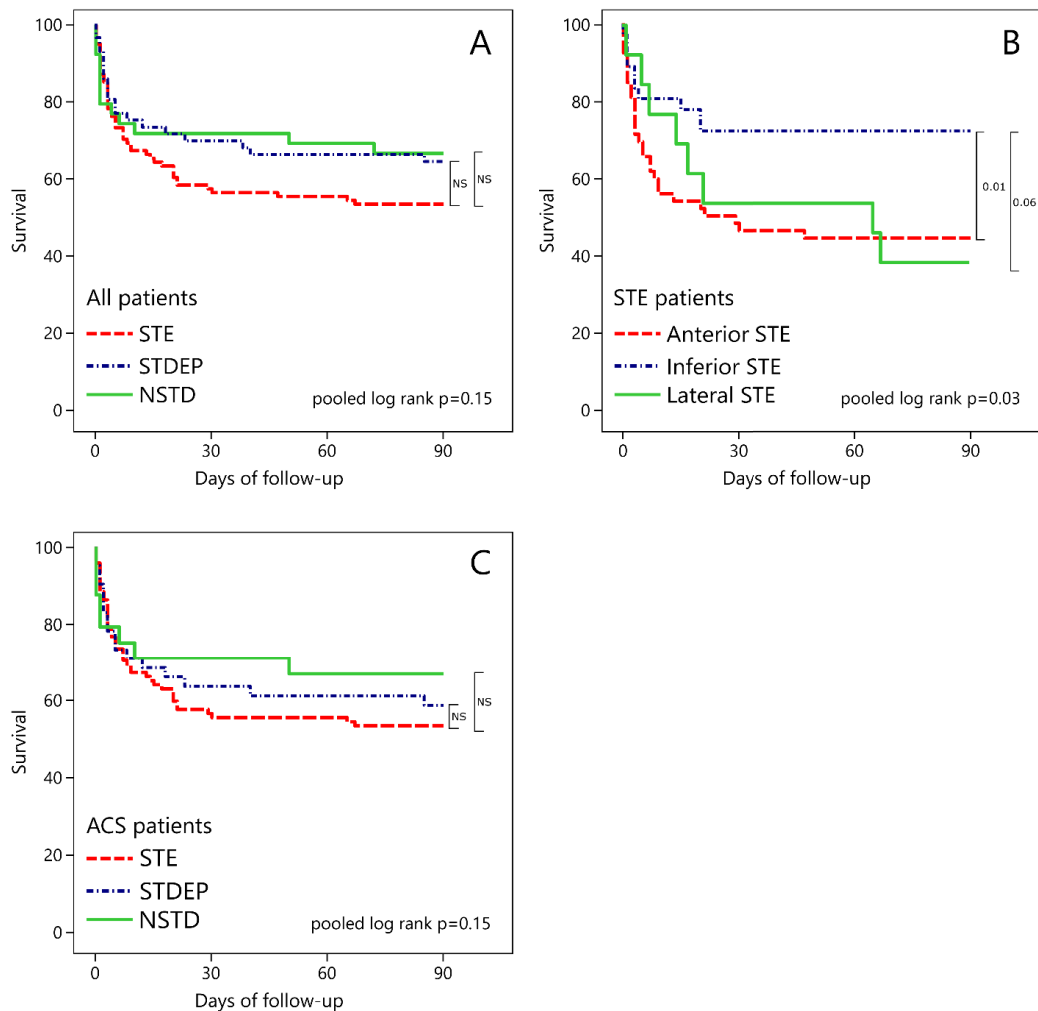 A
100
80
60
40
20
0
Survival
NS
NS
All patients
STE
STDEP
NSTD
pooled log rank p=0.15
0 30 60 90
Days of follow-up
B
100
80
60
40
20
0
Survival
0.01
0.06
STE patients
Anterior STE
Inferior STE
Lateral STE
pooled log rank p=0.03
0 30 60 90
Days of follow-up
C
100
80
60
40
20
0
Survival
NS
NS
ACS patients
STE
STDEP
NSTD
pooled log rank p=0.15
0 30 60 90
Days of follow-up